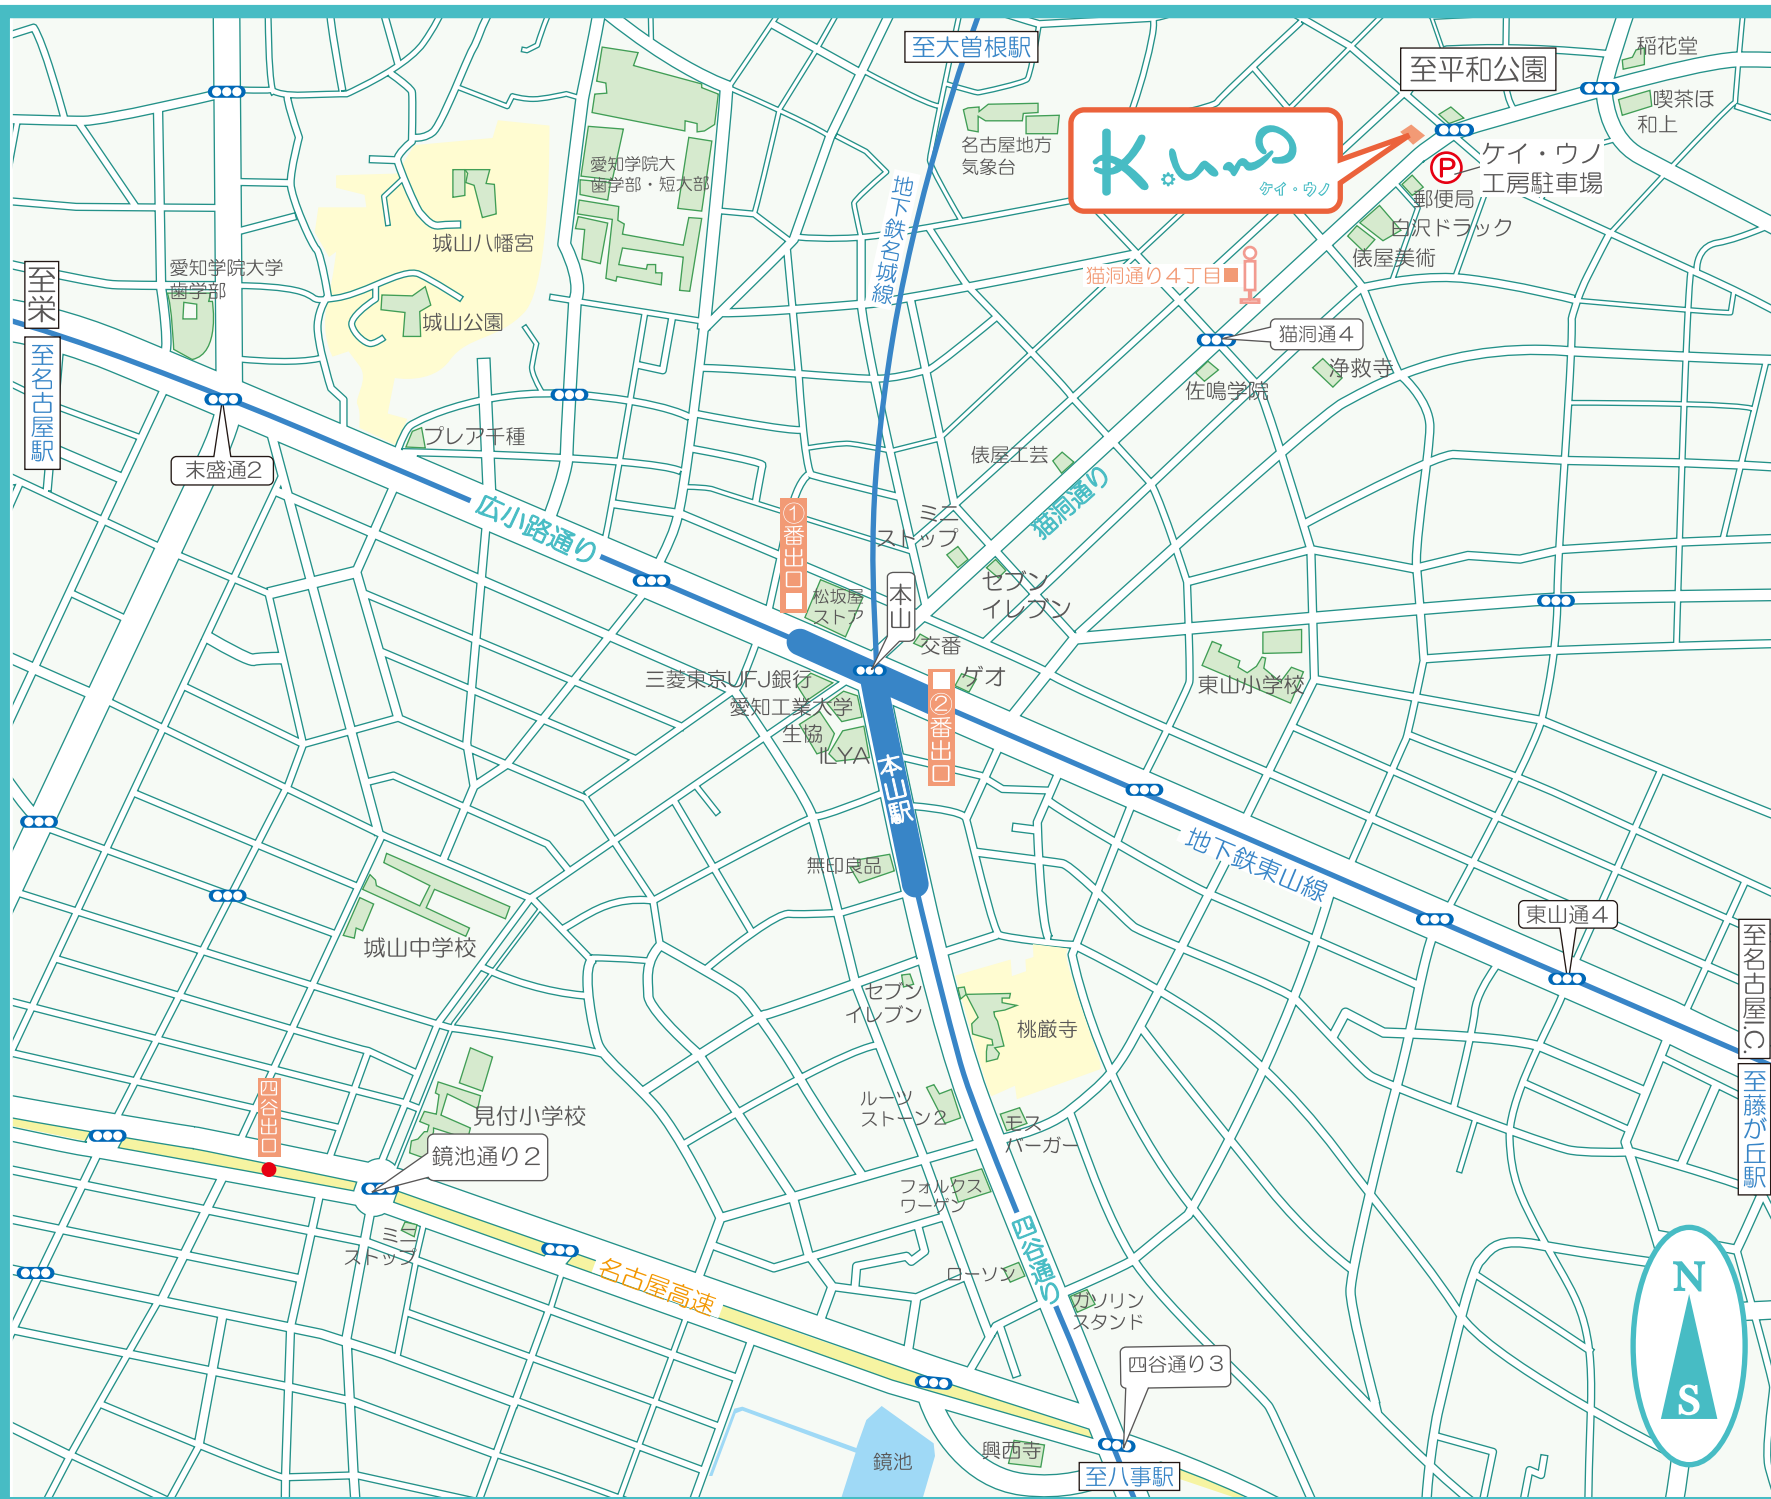 至大曽根駅
至平和公園
稲花堂
喫茶ほ
和上
名古屋地方
気象台
K.uno
ケイ・ウノ
ケイ・ウノ
工房駐車場
P
郵便局
白沢ドラック
俵屋美術
愛知学院大
歯学部・短大部
地下鉄名城線
城山八幡宮
愛知学院大学
歯学部
至栄
至名古屋駅
城山公園
猫洞通り4丁目
猫洞通4
浄救寺
佐鳴学院
プレア千種
末盛通2
俵屋工芸
猫洞通り
広小路通り
①番出口
ミニ
ストップ
セブン
イレブン
松坂屋
ストア
本山
交番
三菱東京UFJ銀行
ゲオ
②番出口
愛知工業大学
生協
ILYA
本山駅
東山小学校
地下鉄東山線
無印良品
東山通4
城山中学校
至名古屋I.C.
至藤が丘駅
セブン
イレブン
桃厳寺
四谷出口
見付小学校
鏡池通り2
ルーツ
ストーン2
モス
バーガー
フォルクス
ワーゲン
ミニ
ストップ
四谷通り
名古屋高速
ローソン
ガソリン
スタンド
四谷通り3
鏡池
興西寺
至八事駅
N
S